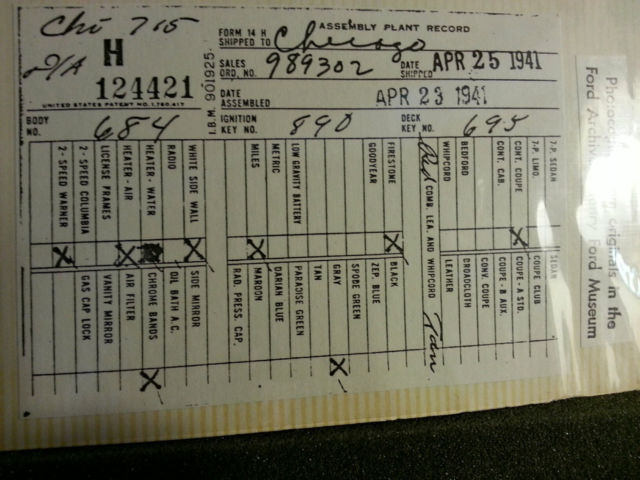 Chi 715
ASSEMBLY PLANT RECORD
FORM 14 H
SHIPPED TO Chicago
H
124421
UNITED STATES PATENT NO. 1,780,417
I.B.M. 901925
SALES
ORD. NO. 989302
DATE
SHIPPED APR 25 1941
DATE
ASSEMBLED APR 23 1941
BODY
NO. 684
IGNITION
KEY NO. 890
DECK
KEY NO. 695
2-SPEED WARNER
2-SPEED COLUMBIA
LICENSE FRAMES
HEATER-AIR
HEATER-WATER
RADIO
WHITE SIDE WALL
MILES
METRIC
LOW GRAVITY BATTERY
GOODYEAR
FIRESTONE
Red COMB. LEA. AND WHIPCORD Tan
WHIPCORD
BEDFORD
CONT. CAB.
CONT. COUPE
7-P. LIMO.
7-P. SEDAN
X X X X X X
GAS CAP LOCK
VANITY MIRROR
AIR FILTER
CHROME BANDS
OIL BATH A.C.
SIDE MIRROR
RAD. PRESS. CAP.
MAROON
DARIAN BLUE
PARADISE GREEN
TAN
GRAY
SPODE GREEN
ZEP. BLUE
BLACK
LEATHER
BROADCLOTH
CONV. COUPE
COUPE-B AUX.
COUPE-A STO.
COUPE CLUB
SEDAN
X X
originals in the
Ford Museum